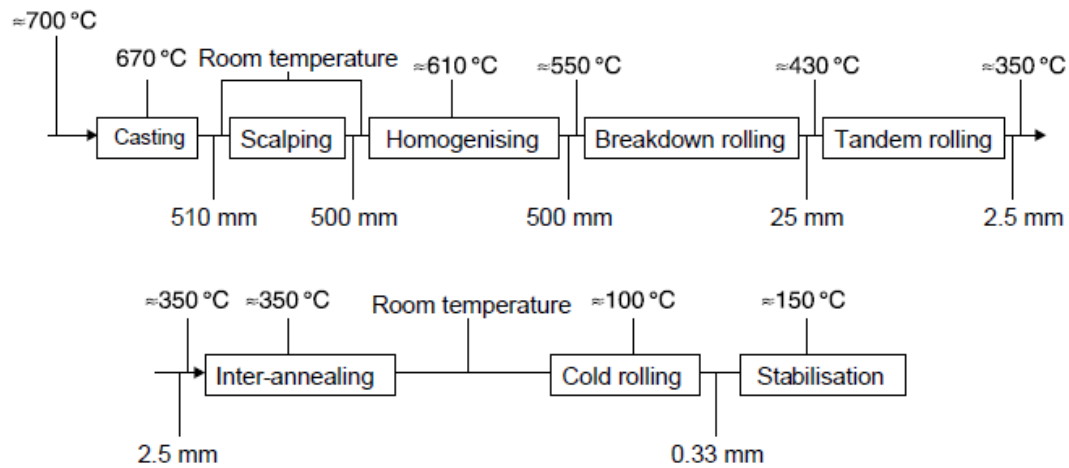 ≈700 °C
670 °C
Room temperature
≈610 °C
≈550 °C
≈430 °C
≈350 °C
Casting
Scalping
Homogenising
Breakdown rolling
Tandem rolling
510 mm
500 mm
500 mm
25 mm
2.5 mm
≈350 °C
≈350 °C
Room temperature
≈100 °C
≈150 °C
Inter-annealing
Cold rolling
Stabilisation
2.5 mm
0.33 mm